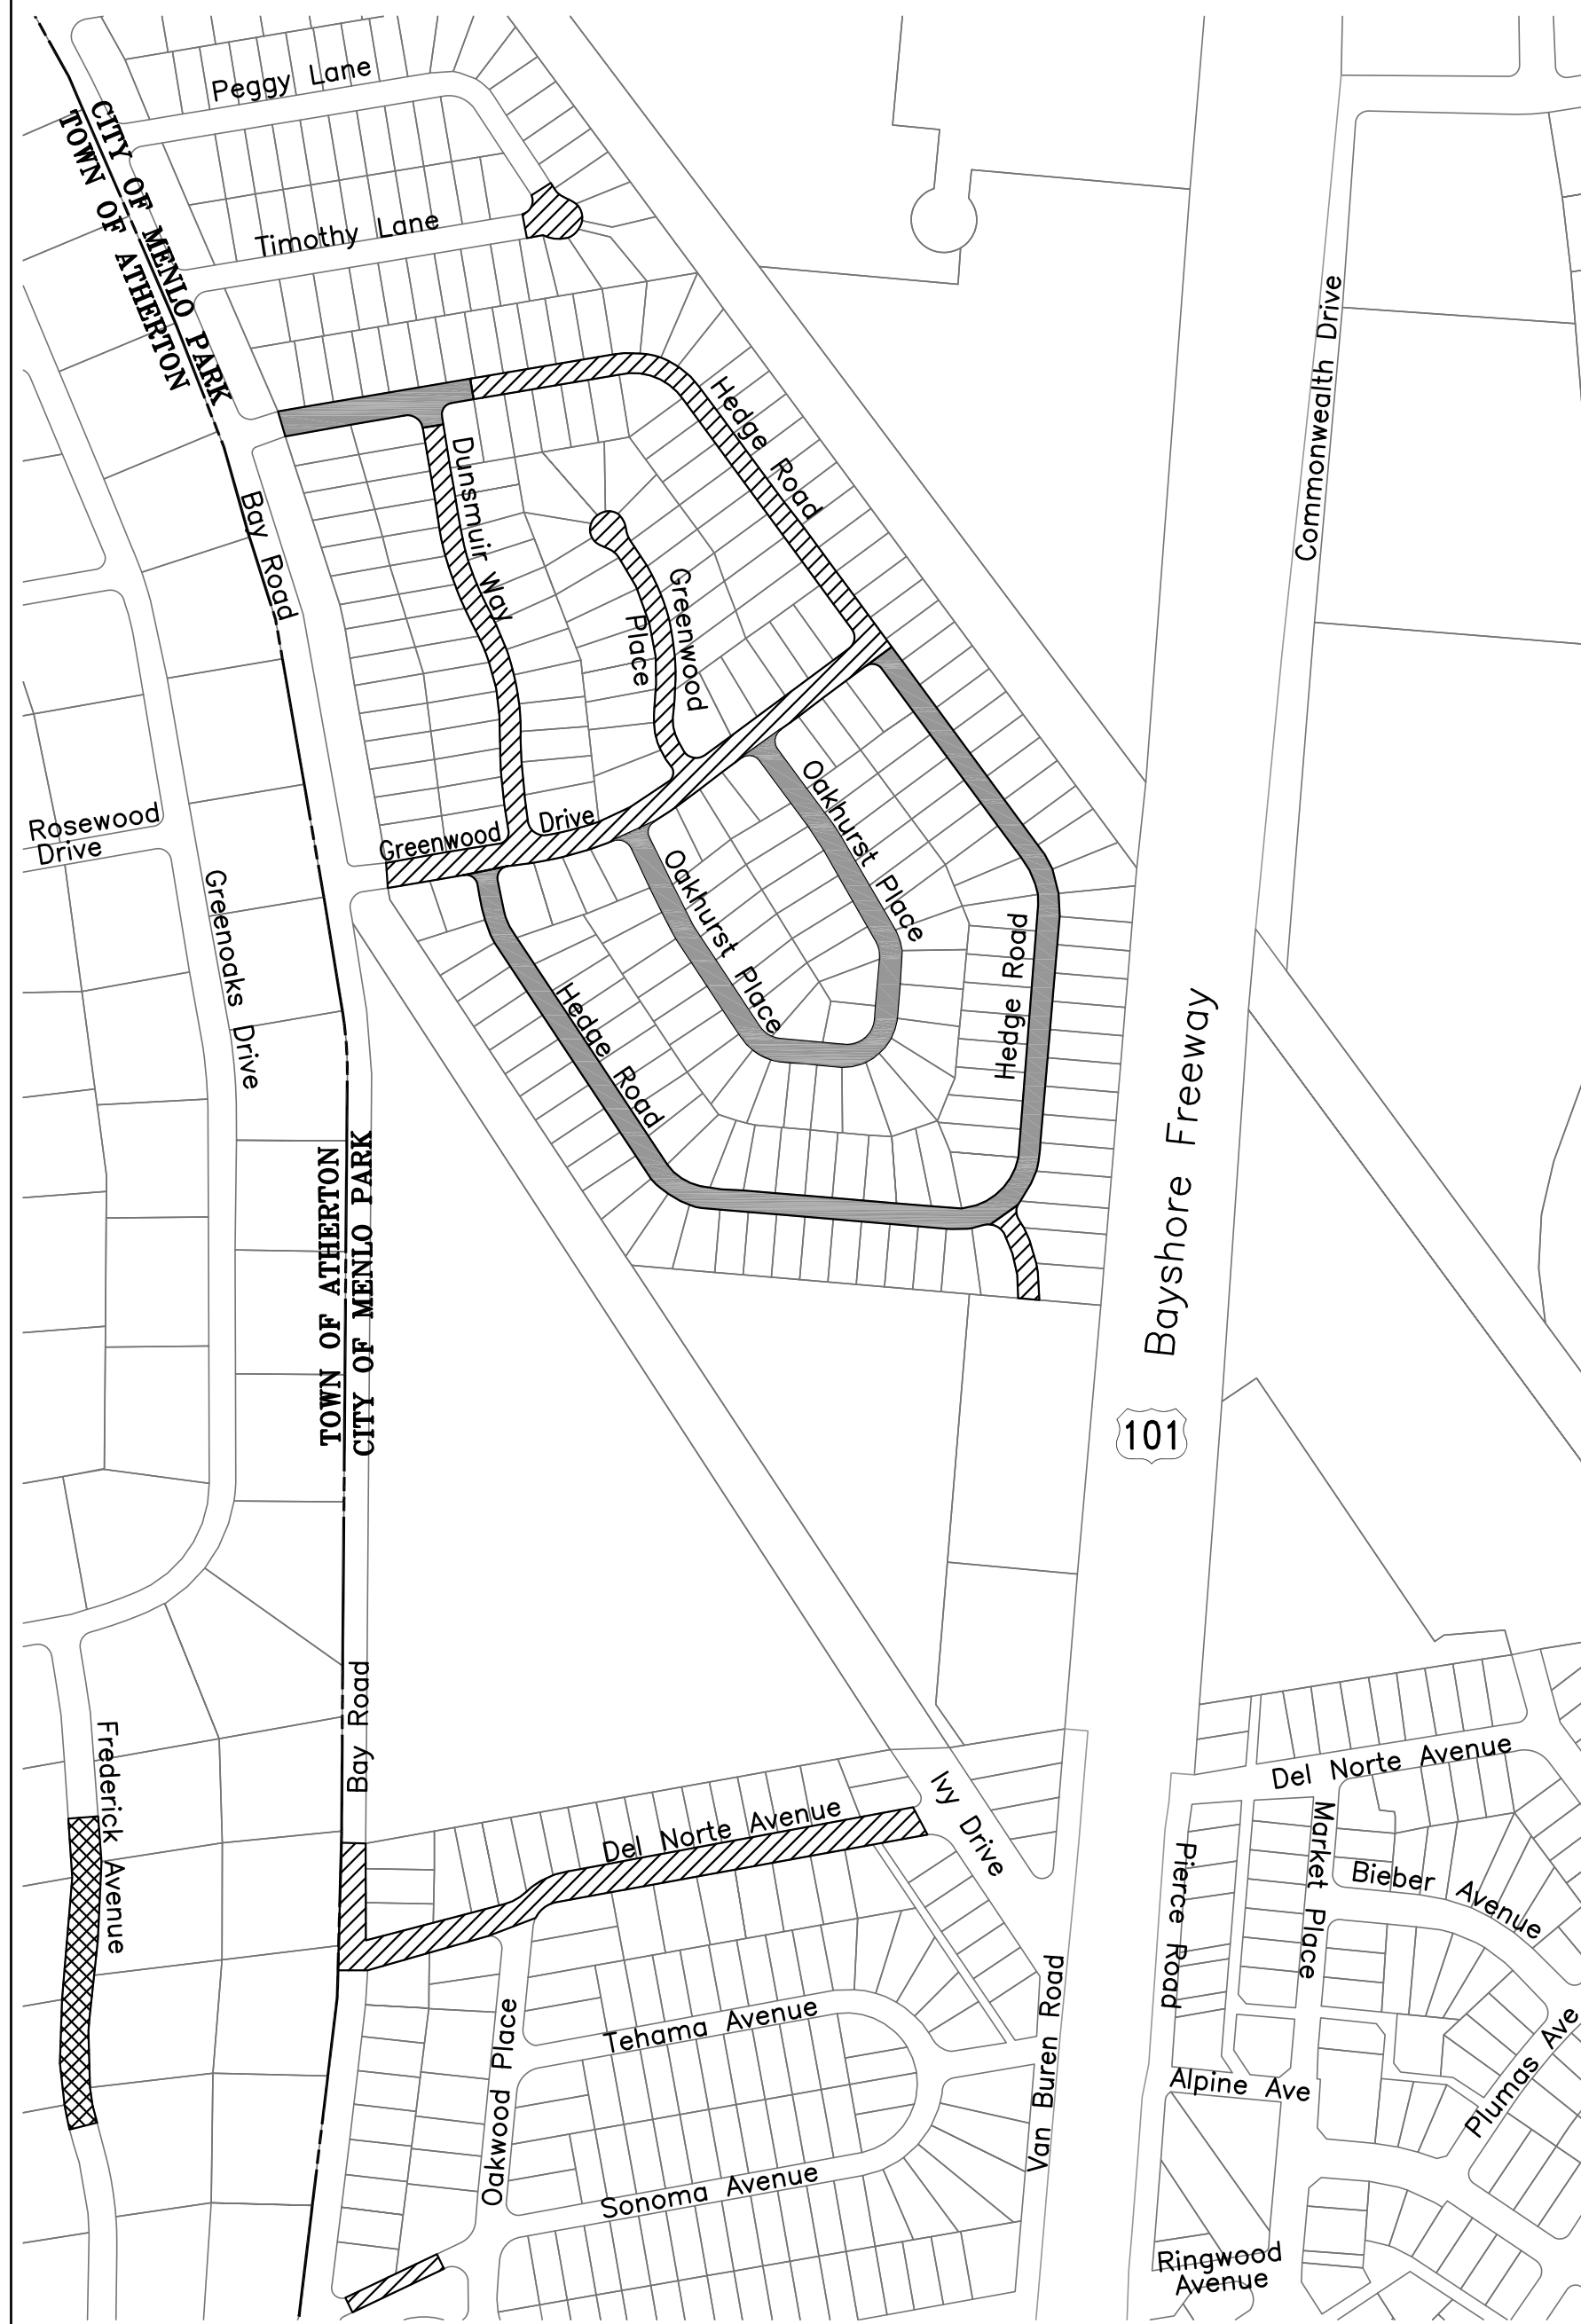 Peggy Lane
CITY OF MENLO PARK
TOWN OF ATHERTON
Timothy Lane
Commonwealth Drive
Hedge Road
Dunsmuir Way
Bay Road
Greenwood
Place
Oakhurst Place
Rosewood
Drive
Greenwood Drive
Oakhurst Place
Greenoaks Drive
Hedge Road
Hedge Road
Bayshore Freeway
TOWN OF ATHERTON
CITY OF MENLO PARK
101
Bay Road
Frederick Avenue
Del Norte Avenue
Ivy Drive
Del Norte Avenue
Market Place
Pierce Road
Bieber Avenue
Tehama Avenue
Oakwood Place
Van Buren Road
Plumas Ave
Alpine Ave
Sonoma Avenue
Ringwood
Avenue